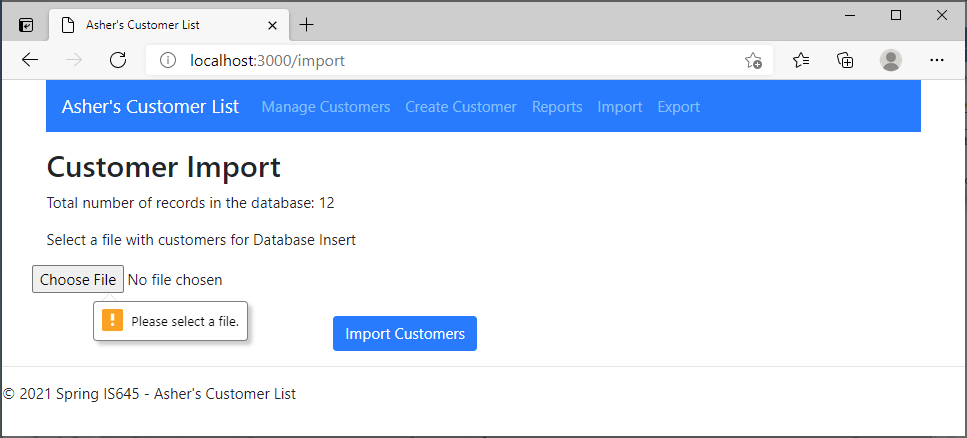 Asher's Customer List
localhost:3000/import
Asher's Customer List Manage Customers Create Customer Reports Import Export
Customer Import
Total number of records in the database: 12
Select a file with customers for Database Insert
Choose File No file chosen
! Please select a file.
Import Customers
© 2021 Spring IS645 - Asher's Customer List